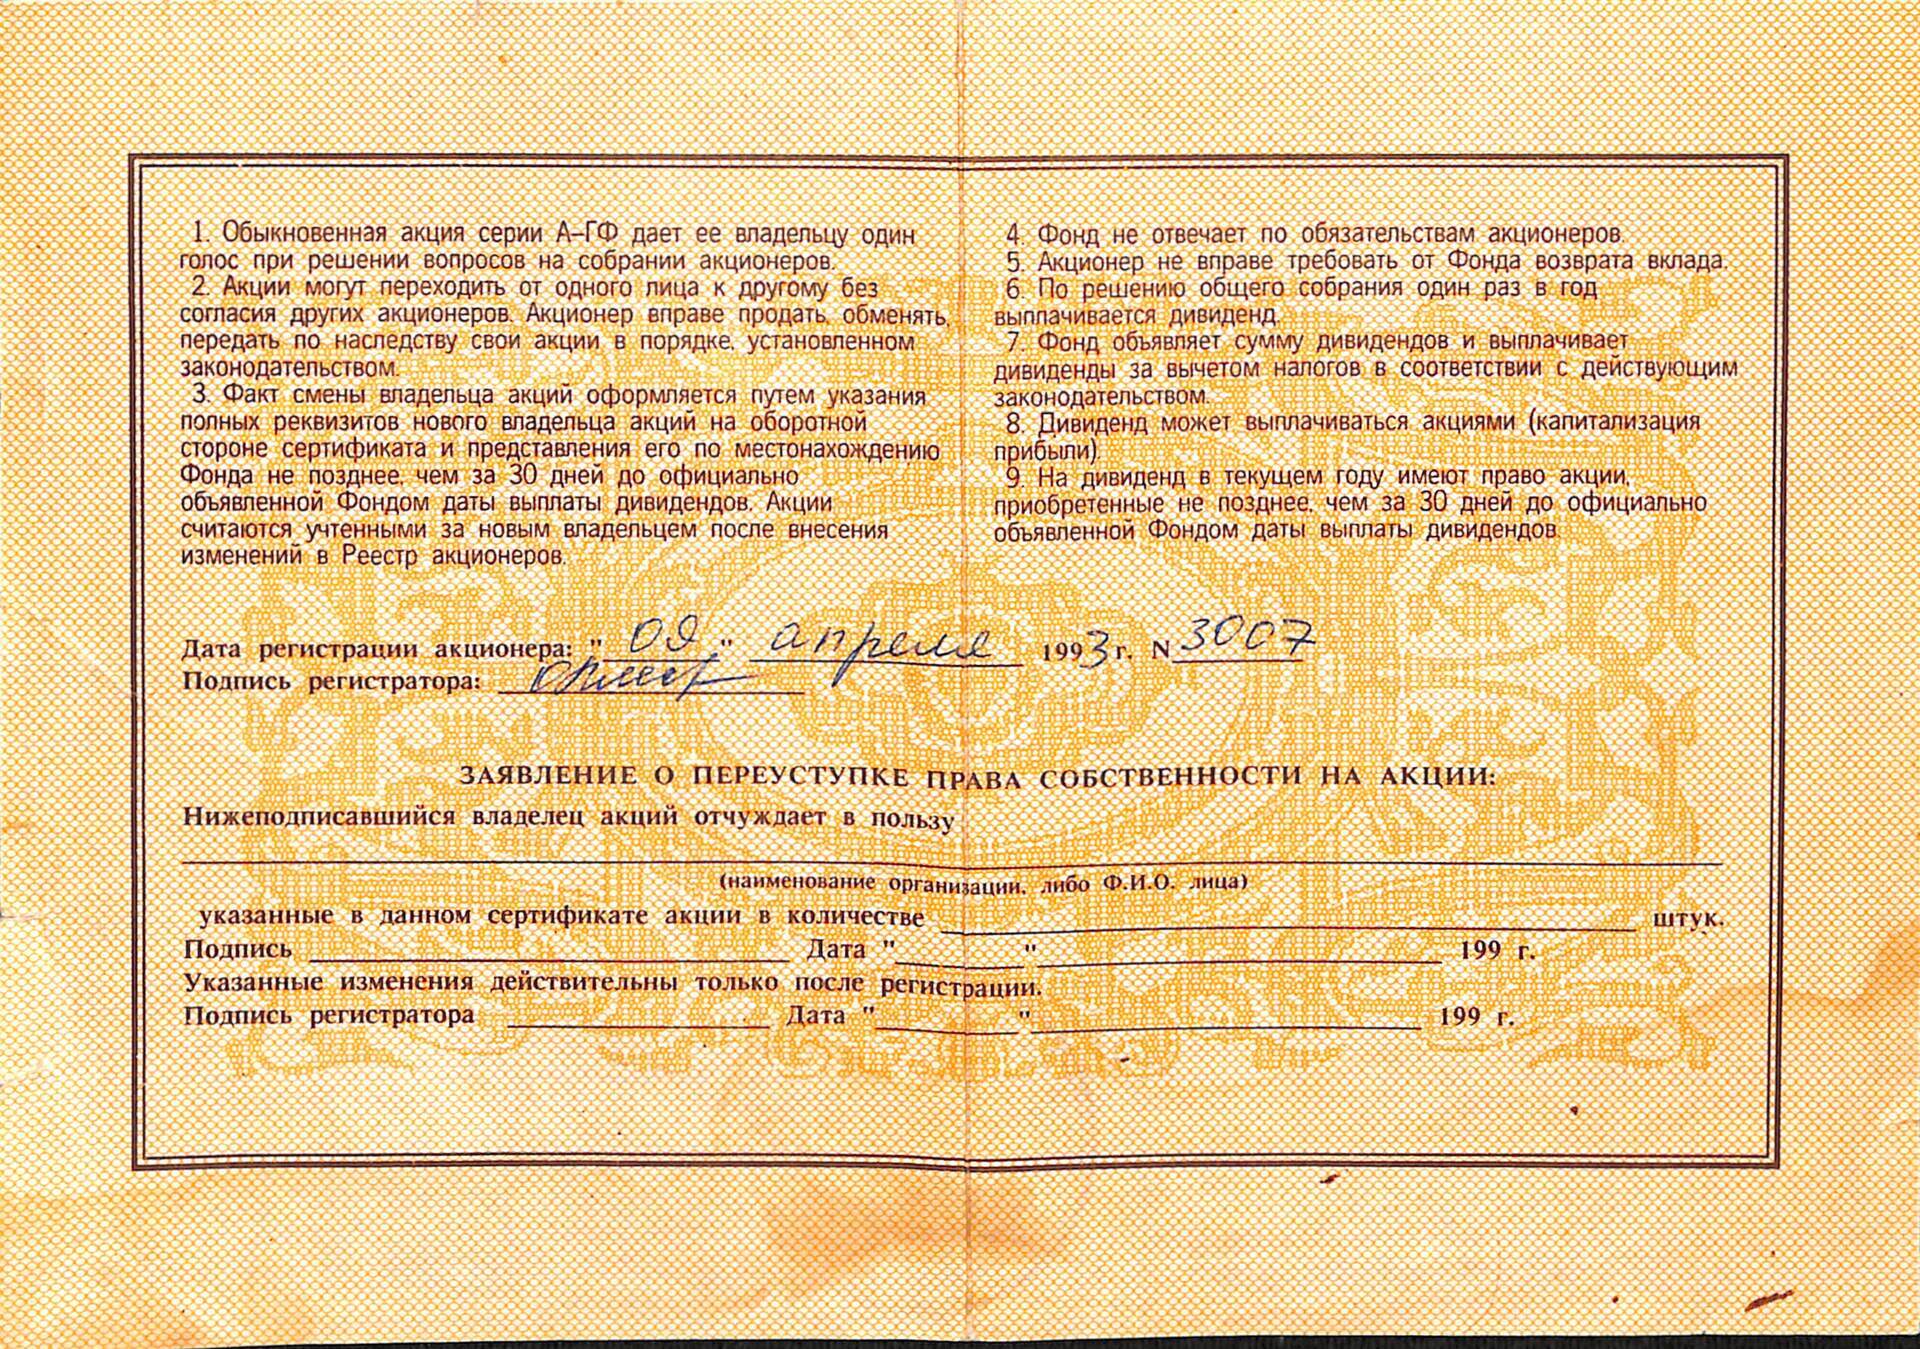 1. Обыкновенная акция серии А–ГФ дает ее владельцу один
голос при решении вопросов на собрании акционеров.
2. Акции могут переходить от одного лица к другому без
согласия других акционеров. Акционер вправе продать, обменять,
передать по наследству свои акции в порядке, установленном
законодательством.
3. Факт смены владельца акций оформляется путем указания
полных реквизитов нового владельца акций на оборотной
стороне сертификата и представления его по местонахождению
Фонда не позднее, чем за 30 дней до официально
объявленной Фондом даты выплаты дивидендов. Акции
считаются учтенными за новым владельцем после внесения
изменений в Реестр акционеров.
4. Фонд не отвечает по обязательствам акционеров.
5. Акционер не вправе требовать от Фонда возврата вклада.
6. По решению общего собрания один раз в год
выплачивается дивиденд.
7. Фонд объявляет сумму дивидендов и выплачивает
дивиденды за вычетом налогов в соответствии с действующим
законодательством.
8. Дивиденд может выплачиваться акциями (капитализация
прибыли).
9. На дивиденд в текущем году имеют право акции,
приобретенные не позднее, чем за 30 дней до официально
объявленной Фондом даты выплаты дивидендов.
Дата регистрации акционера: "09" апреля 1993 г. N 3007
Подпись регистратора:
ЗАЯВЛЕНИЕ О ПЕРЕУСТУПКЕ ПРАВА СОБСТВЕННОСТИ НА АКЦИИ:
Нижеподписавшийся владелец акций отчуждает в пользу
(наименование организации, либо Ф.И.О. лица)
указанные в данном сертификате акции в количестве штук.
Подпись Дата " " 199 г.
Указанные изменения действительны только после регистрации.
Подпись регистратора Дата " " 199 г.